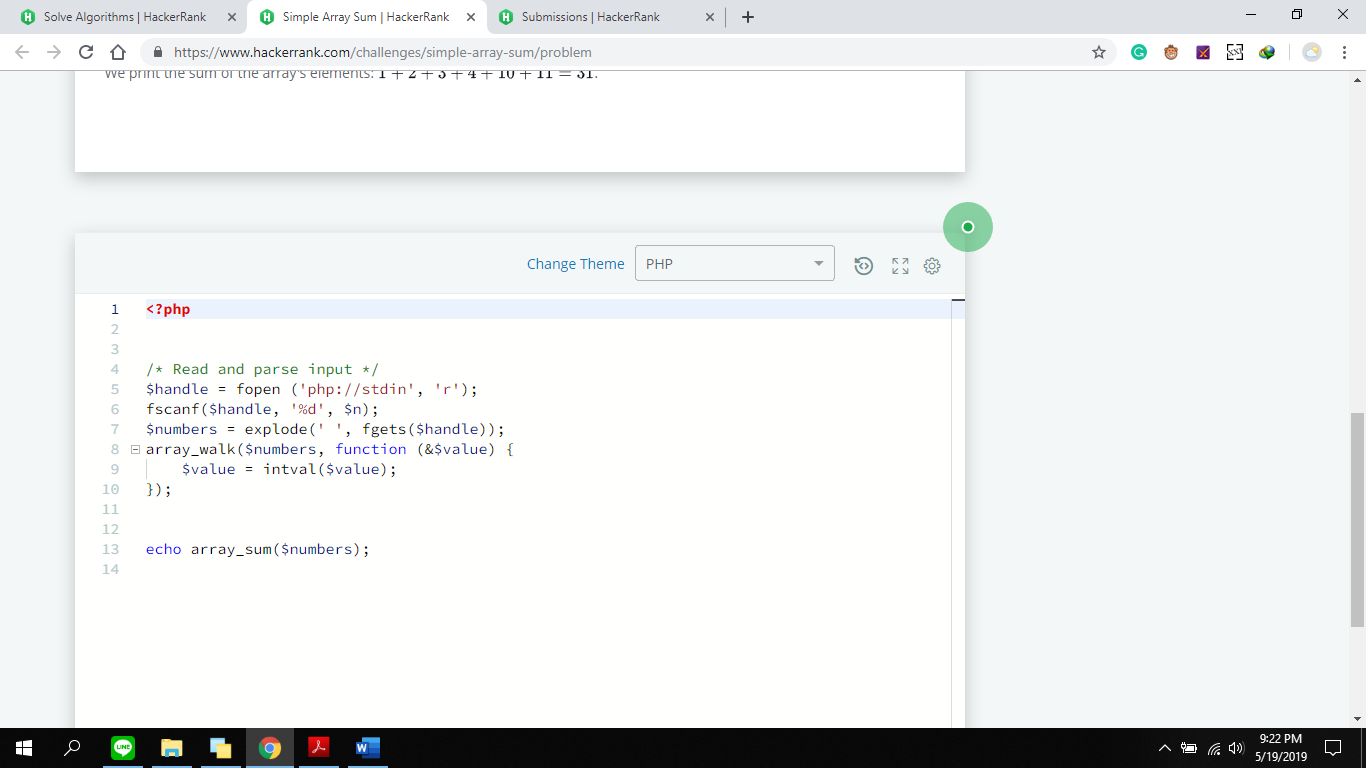 Solve Algorithms | HackerRank
Simple Array Sum | HackerRank
Submissions | HackerRank
https://www.hackerrank.com/challenges/simple-array-sum/problem
We print the sum of the array's elements: 1 + 2 + 3 + 4 + 10 + 11 = 31.
Change Theme PHP
1 <?php
2
3
4 /* Read and parse input */
5 $handle = fopen ('php://stdin', 'r');
6 fscanf($handle, '%d', $n);
7 $numbers = explode(' ', fgets($handle));
8 array_walk($numbers, function (&$value) {
9 $value = intval($value);
10 });
11
12
13 echo array_sum($numbers);
14
LINE
9:22 PM
5/19/2019